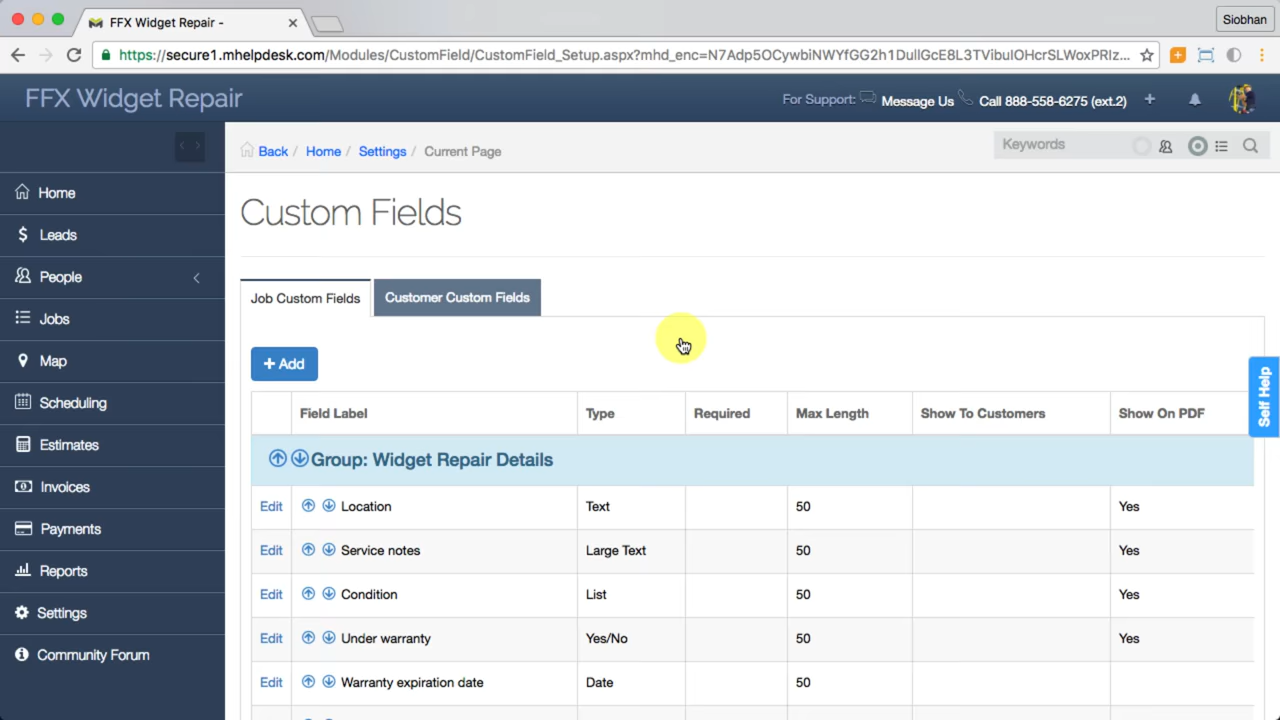 FFX Widget Repair -
Siobhan
https://secure1.mhelpdesk.com/Modules/CustomField/CustomField_Setup.aspx?mhd_enc=N7Adp5OCywbiNWYfGG2h1DulIGcE8L3TVibulOHcrSLWoxPRIz...
FFX Widget Repair
For Support: Message Us Call 888-558-6275 (ext.2)
Back / Home / Settings / Current Page
Keywords
Home
Leads
People
Jobs
Map
Scheduling
Estimates
Invoices
Payments
Reports
Settings
Community Forum
Custom Fields
Job Custom Fields Customer Custom Fields
+ Add
Field Label Type Required Max Length Show To Customers Show On PDF
Group: Widget Repair Details
Edit Location Text 50 Yes
Edit Service notes Large Text 50 Yes
Edit Condition List 50 Yes
Edit Under warranty Yes/No 50 Yes
Edit Warranty expiration date Date 50
Self Help